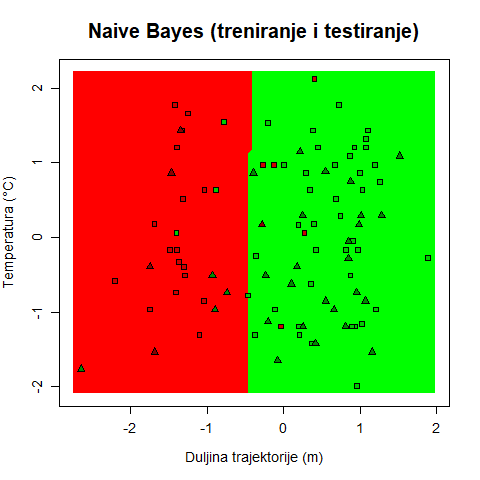 Naive Bayes (treniranje i testiranje)
Temperatura (°C)
2
1
0
-1
-2
-2 -1 0 1 2
Duljina trajektorije (m)